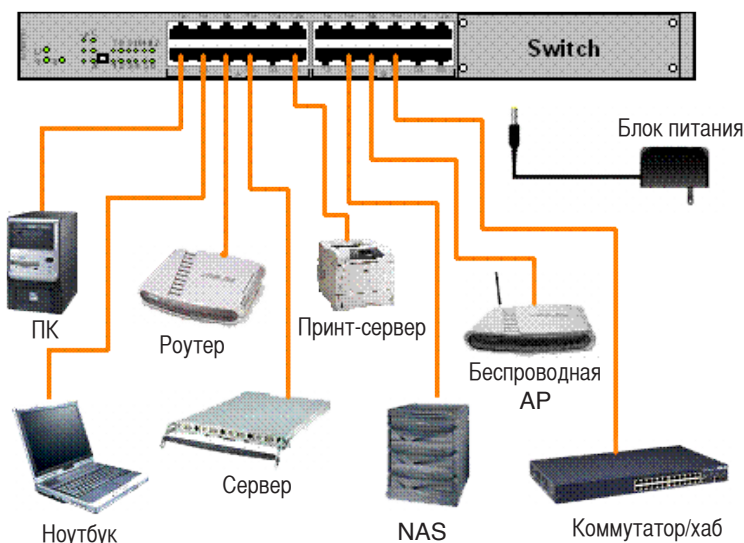 Switch
Блок питания
ПК
Роутер
Принт-сервер
Беспроводная
AP
Ноутбук
Сервер
NAS
Коммутатор/хаб